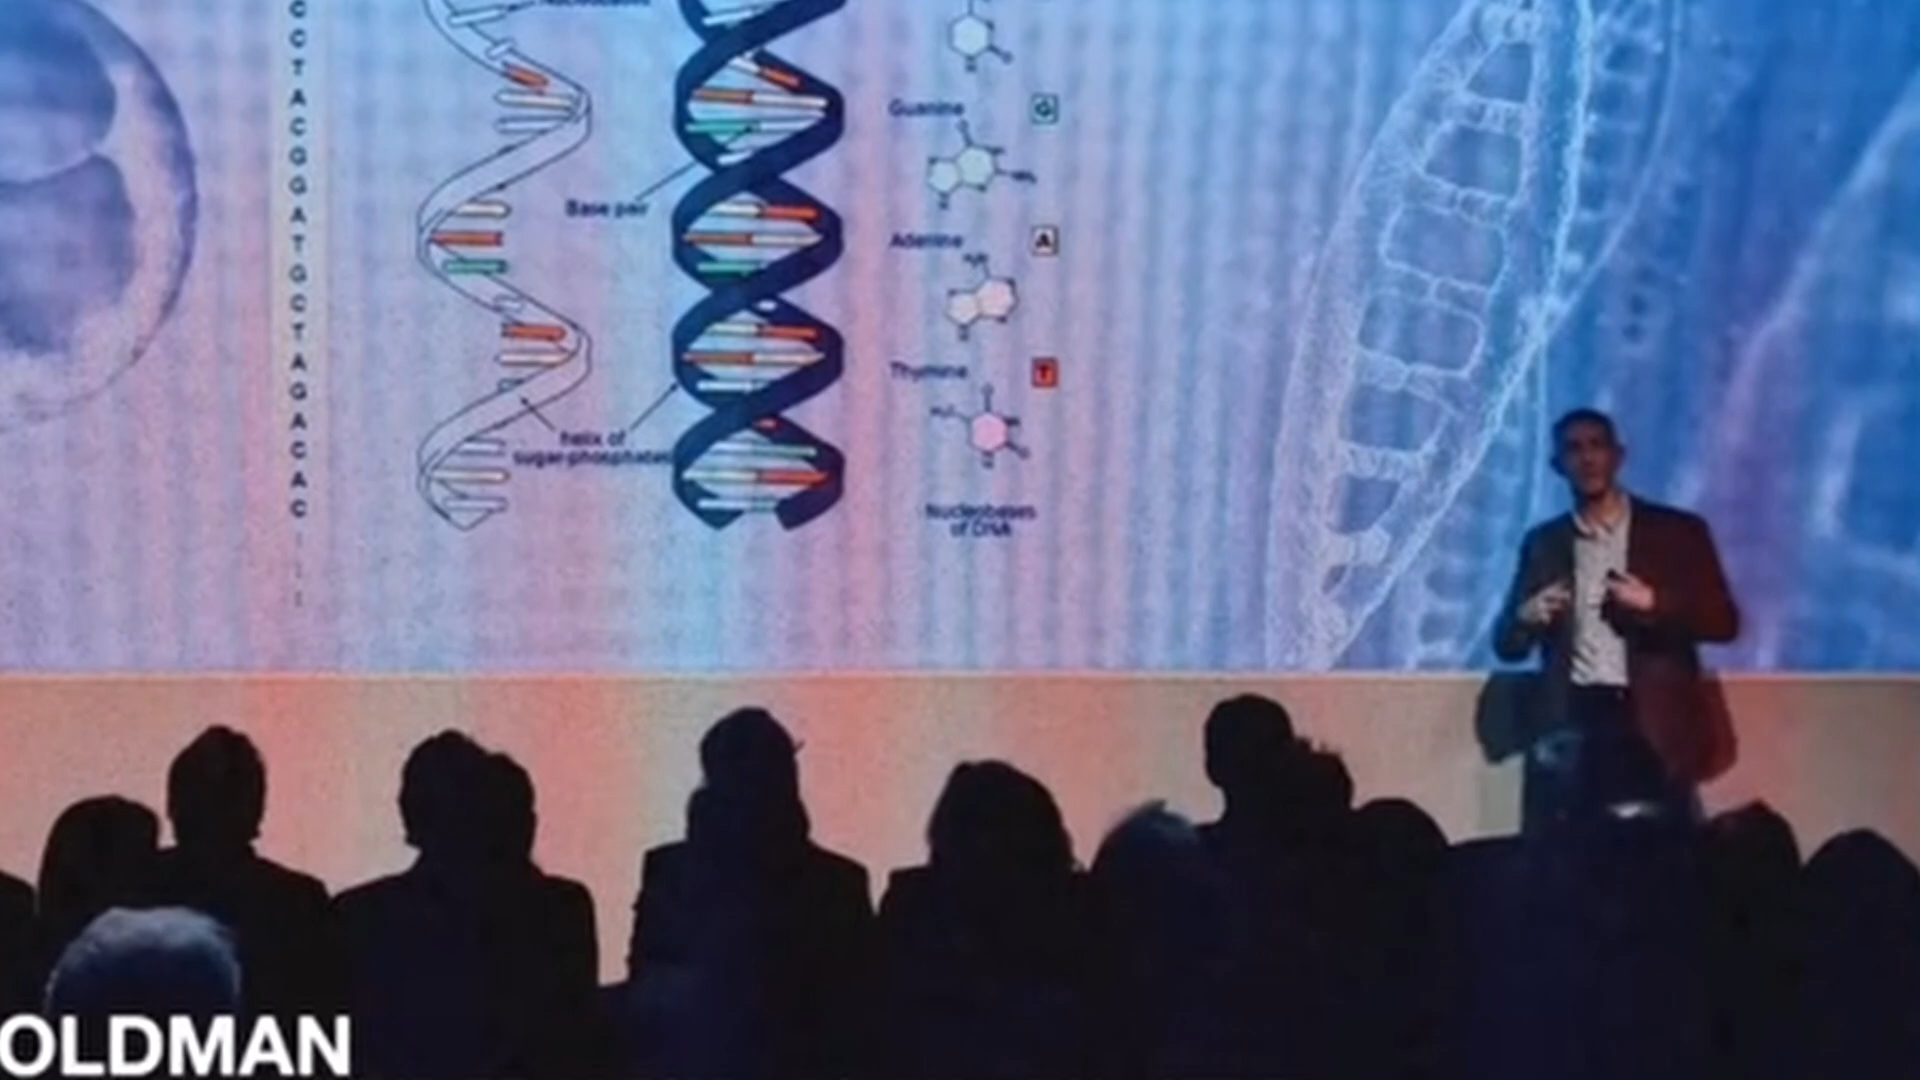 C
C
T
A
C
G
G
A
T
G
C
T
A
G
A
C
A
C
Base pair
helix of
sugar-phosphates
Guanine G
Adenine A
Thymine T
Nucleobases
of DNA
OLDMAN